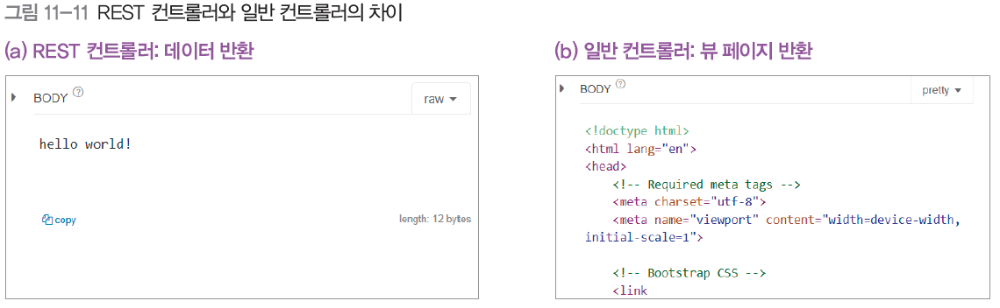 그림 11-11 REST 컨트롤러와 일반 컨트롤러의 차이
(a) REST 컨트롤러: 데이터 반환
BODY ?
raw
hello world!
copy
length: 12 bytes
(b) 일반 컨트롤러: 뷰 페이지 반환
BODY ?
pretty
<!doctype html>
<html lang="en">
<head>
<!-- Required meta tags -->
<meta charset="utf-8">
<meta name="viewport" content="width=device-width,
initial-scale=1">
<!-- Bootstrap CSS -->
<link